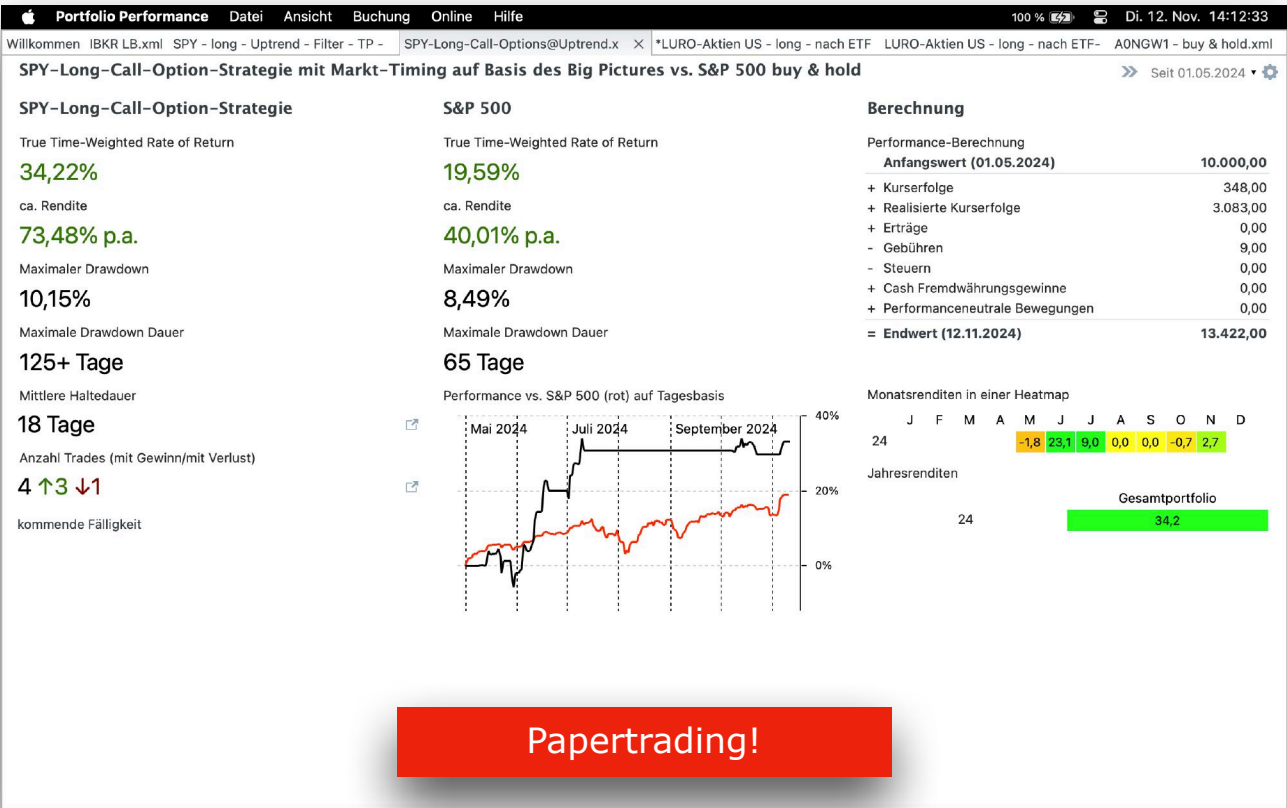 Portfolio Performance Datei Ansicht Buchung Online Hilfe 100 % Di. 12. Nov. 14:12:33
Willkommen IBKR LB.xml SPY - long - Uptrend - Filter - TP - SPY-Long-Call-Options@Uptrend.x *LURO-Aktien US - long - nach ETF LURO-Aktien US - long - nach ETF- A0NGW1 - buy & hold.xml
SPY-Long-Call-Option-Strategie mit Markt-Timing auf Basis des Big Pictures vs. S&P 500 buy & hold
Seit 01.05.2024
SPY-Long-Call-Option-Strategie
True Time-Weighted Rate of Return
34,22%
ca. Rendite
73,48% p.a.
Maximaler Drawdown
10,15%
Maximale Drawdown Dauer
125+ Tage
Mittlere Haltedauer
18 Tage
Anzahl Trades (mit Gewinn/mit Verlust)
4 ↑3 ↓1
kommende Fälligkeit
S&P 500
True Time-Weighted Rate of Return
19,59%
ca. Rendite
40,01% p.a.
Maximaler Drawdown
8,49%
Maximale Drawdown Dauer
65 Tage
Performance vs. S&P 500 (rot) auf Tagesbasis
Mai 2024 Juli 2024 September 2024
40%
20%
0%
Berechnung
Performance-Berechnung
Anfangswert (01.05.2024) 10.000,00
+ Kurserfolge 348,00
+ Realisierte Kurserfolge 3.083,00
+ Erträge 0,00
- Gebühren 9,00
- Steuern 0,00
+ Cash Fremdwährungsgewinne 0,00
+ Performanceneutrale Bewegungen 0,00
= Endwert (12.11.2024) 13.422,00
Monatsrenditen in einer Heatmap
J F M A M J J A S O N D
24 -1,8 23,1 9,0 0,0 0,0 -0,7 2,7
Jahresrenditen
Gesamtportfolio
24 34,2
Papertrading!